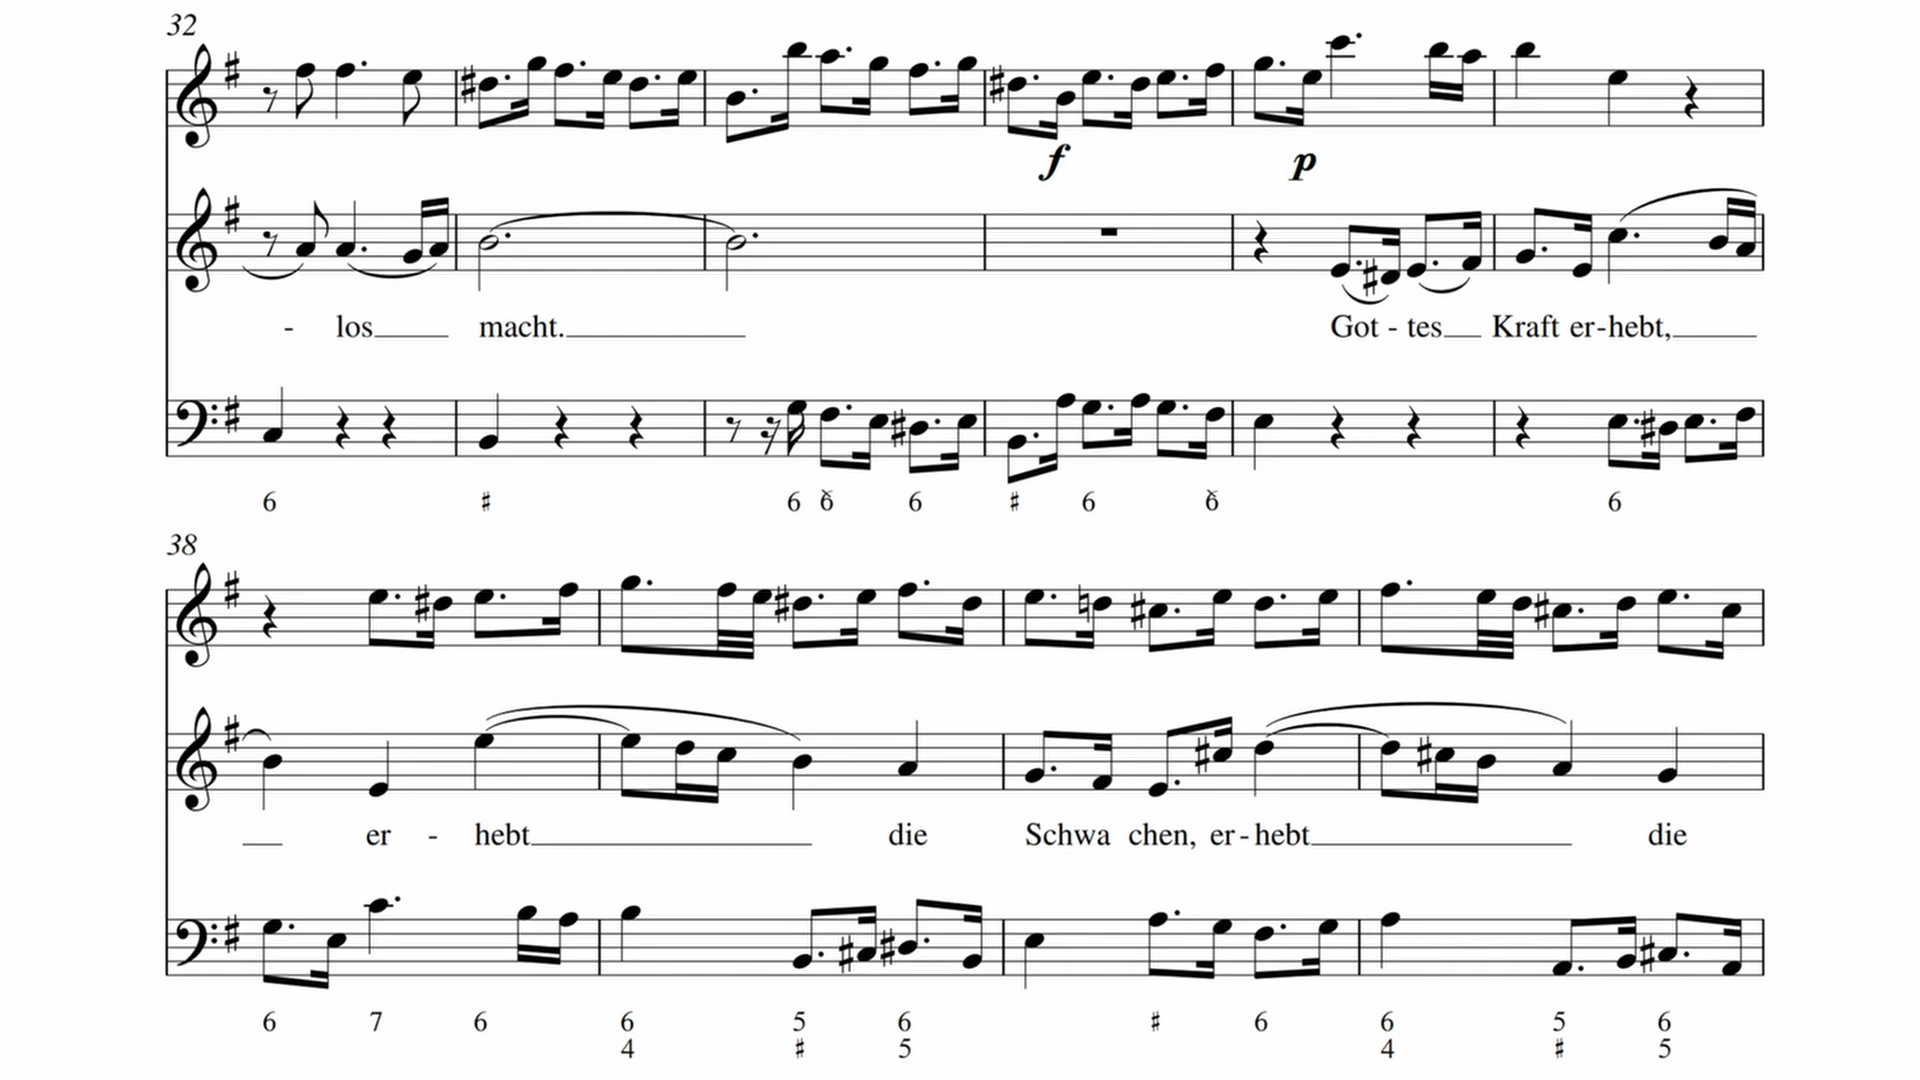 32
f p
- los macht. Got - tes Kraft er-hebt,
6 ♯ 6 6 6 ♯ 6 6 6
38
er - hebt die Schwa chen, er-hebt die
6 7 6 6 5 6 ♯ 6 6 5 6
4 ♯ 5 4 ♯ 5